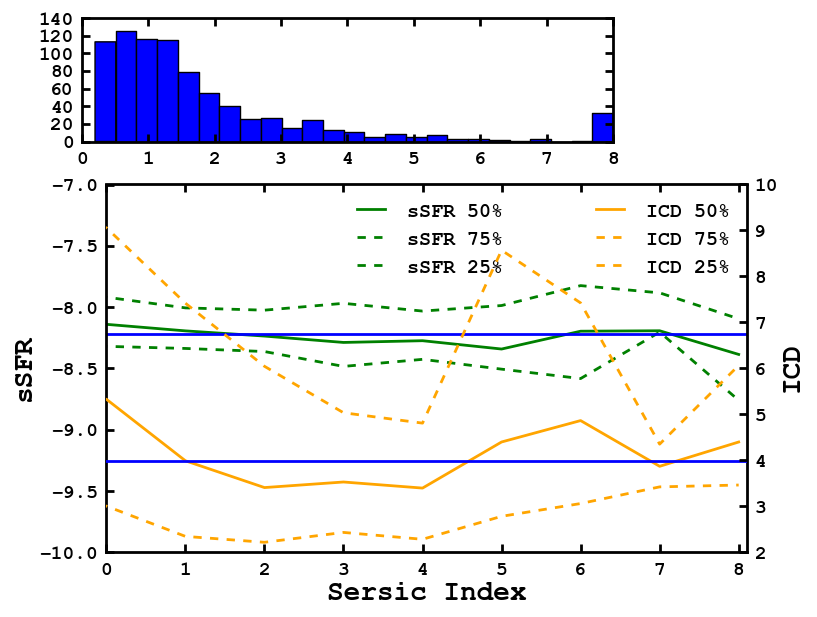 140
120
100
80
60
40
20
0
0 1 2 3 4 5 6 7 8
−7.0
−7.5
−8.0
−8.5
−9.0
−9.5
−10.0
sSFR
sSFR 50%
sSFR 75%
sSFR 25%
ICD 50%
ICD 75%
ICD 25%
10
9
8
7
6
5
4
3
2
ICD
0 1 2 3 4 5 6 7 8
Sersic Index